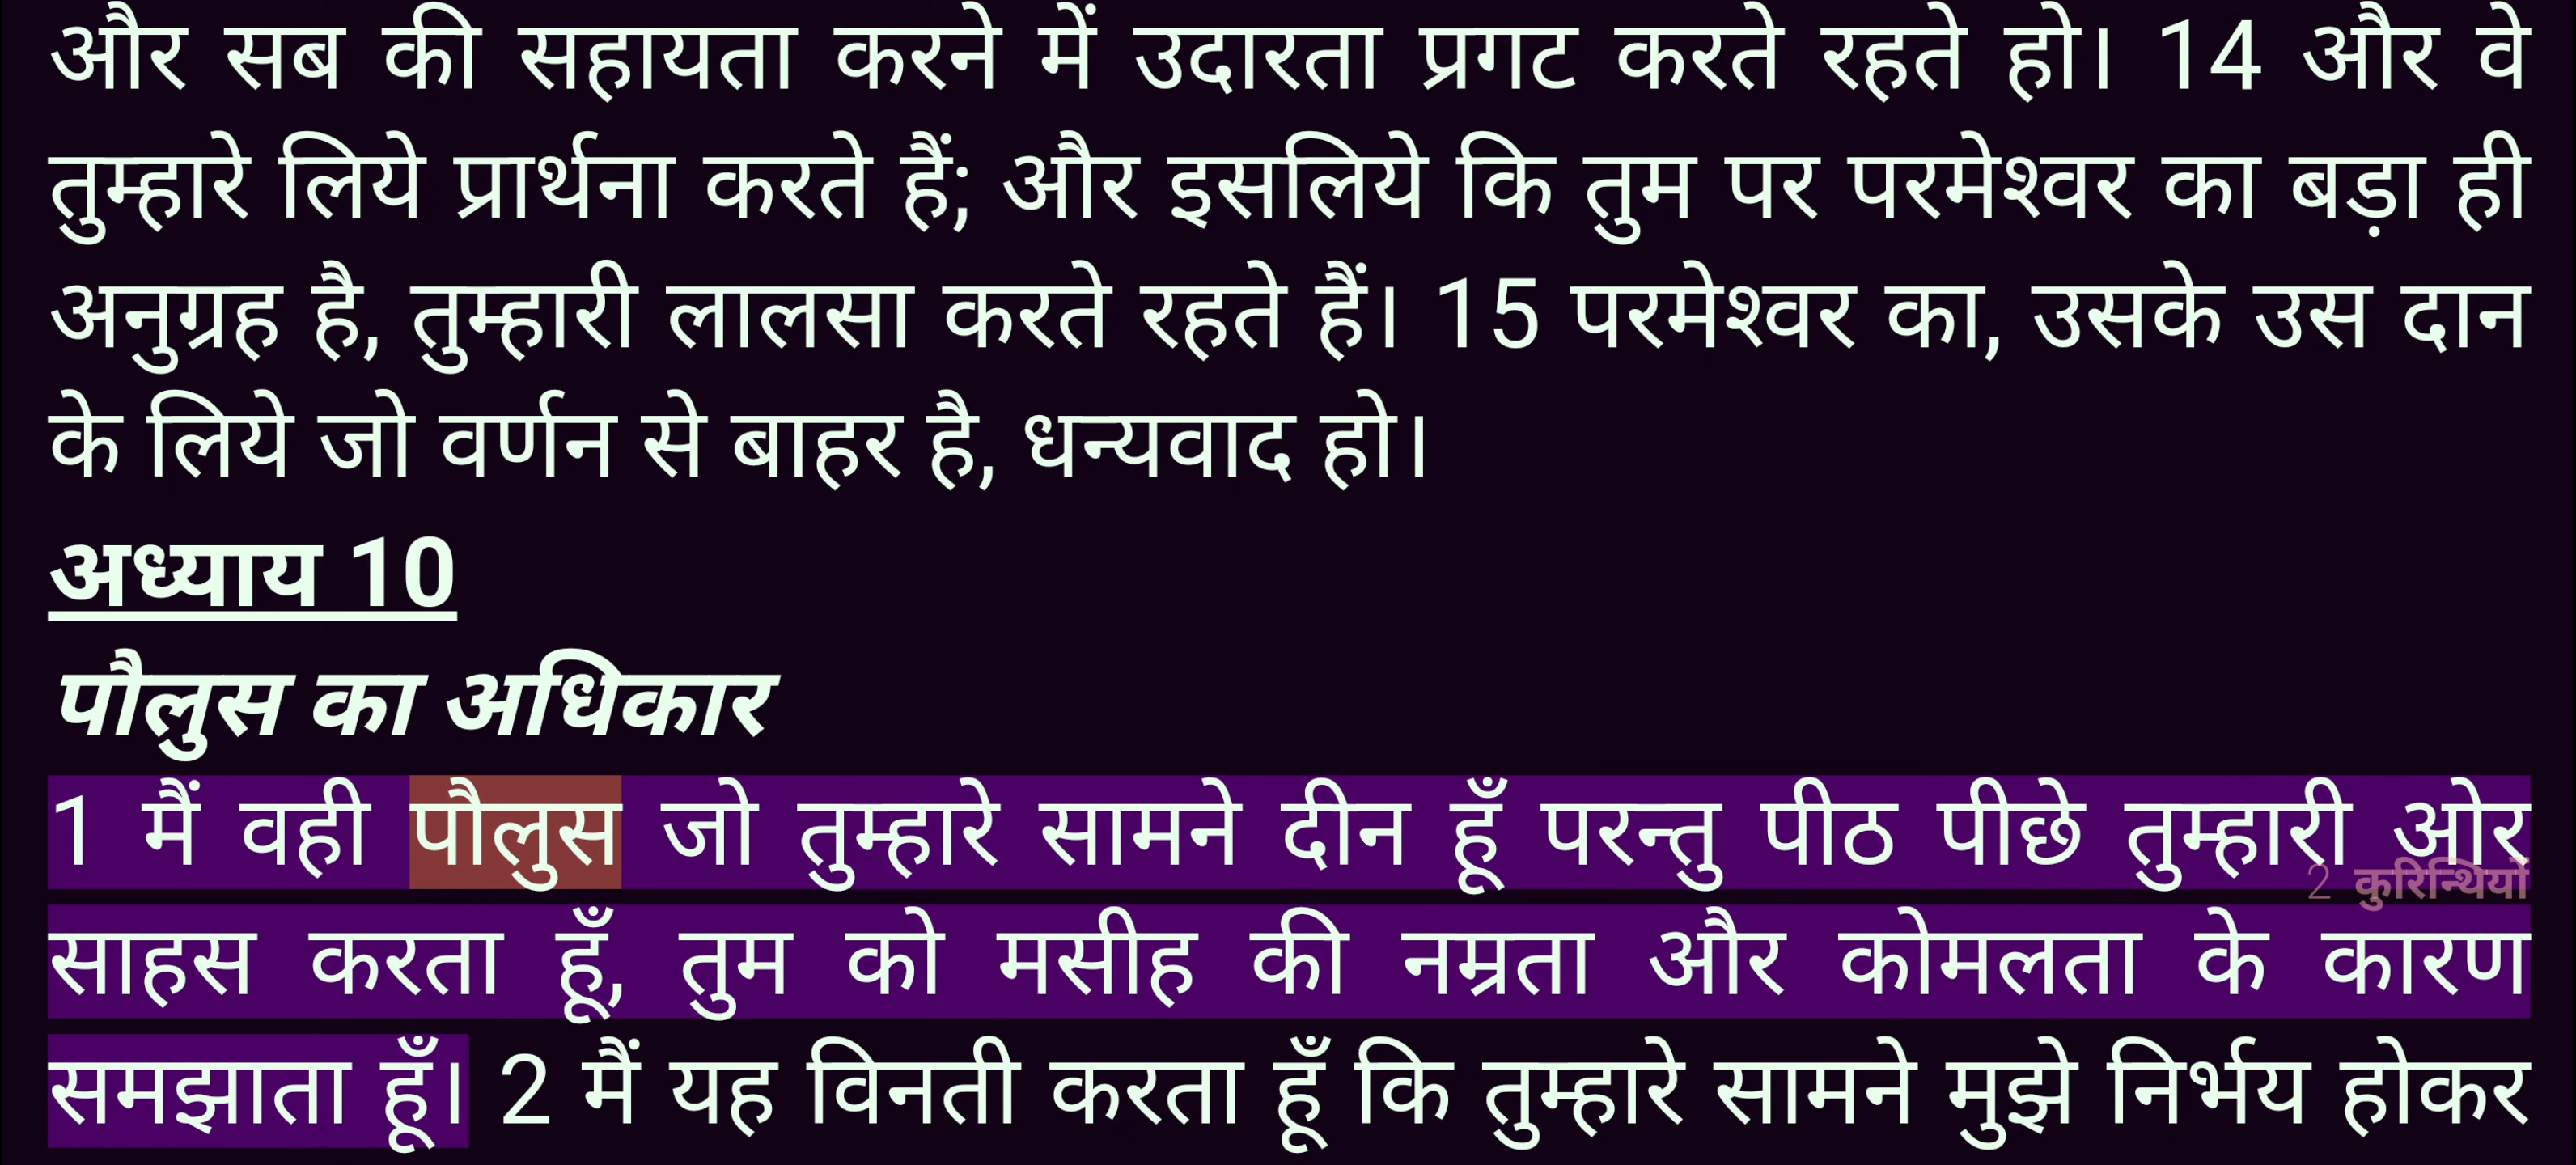 और सब की सहायता करने में उदारता प्रगट करते रहते हो। 14 और वे
तुम्हारे लिये प्रार्थना करते हैं; और इसलिये कि तुम पर परमेश्वर का बड़ा ही
अनुग्रह है, तुम्हारी लालसा करते रहते हैं। 15 परमेश्वर का, उसके उस दान
के लिये जो वर्णन से बाहर है, धन्यवाद हो।
अध्याय 10
पौलुस का अधिकार
1 मैं वही पौलुस जो तुम्हारे सामने दीन हूँ परन्तु पीठ पीछे तुम्हारी ओर
2 कुरिन्थियों
साहस करता हूँ, तुम को मसीह की नम्रता और कोमलता के कारण
समझाता हूँ। 2 मैं यह विनती करता हूँ कि तुम्हारे सामने मुझे निर्भय होकर